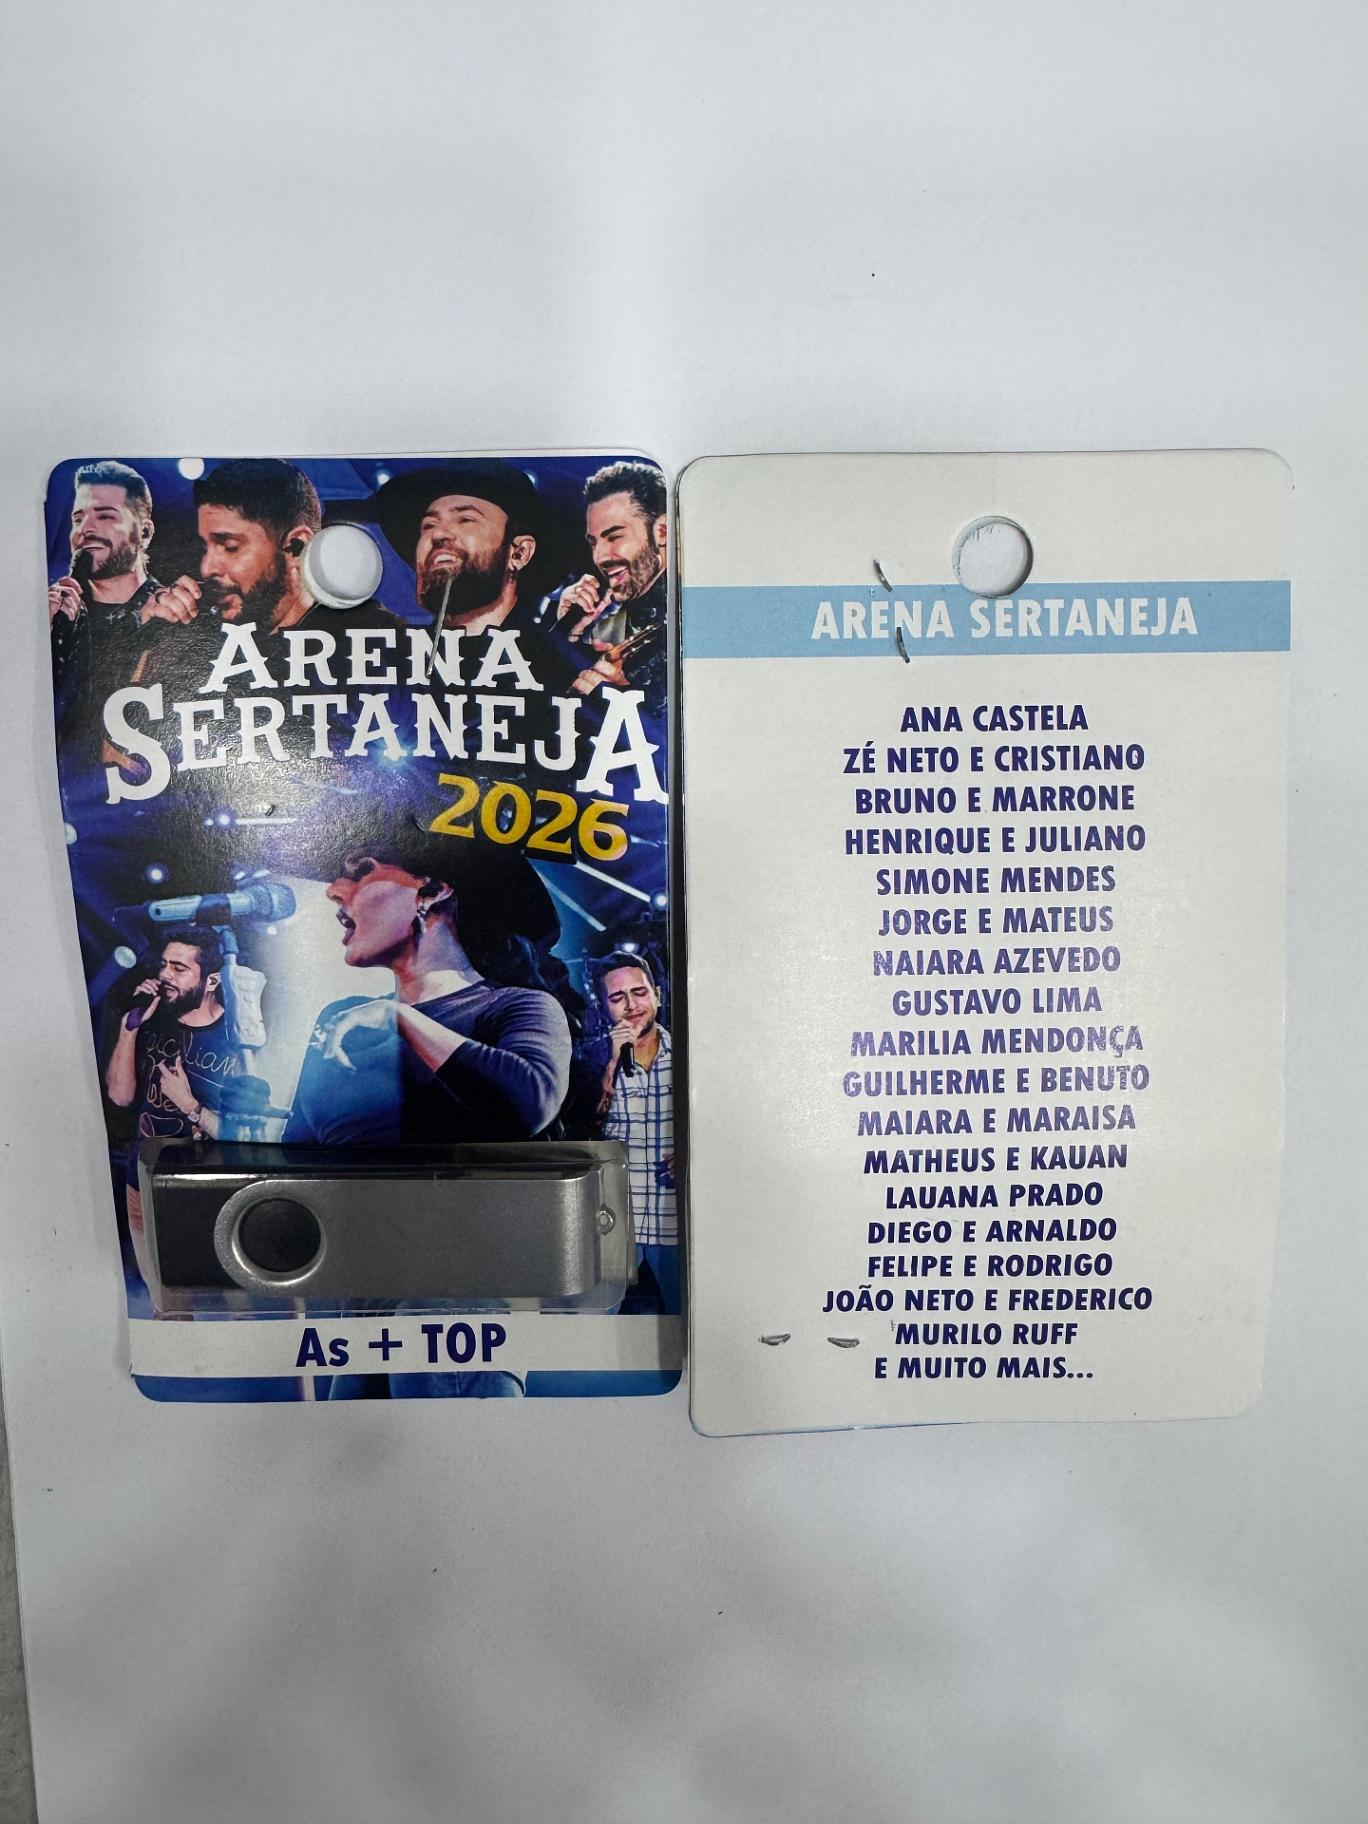 ARENA
SERTANEJA
2026
As + TOP
ARENA SERTANEJA
ANA CASTELA
ZÉ NETO E CRISTIANO
BRUNO E MARRONE
HENRIQUE E JULIANO
SIMONE MENDES
JORGE E MATEUS
NAIARA AZEVEDO
GUSTAVO LIMA
MARILIA MENDONÇA
GUILHERME E BENUTO
MAIARA E MARAISA
MATHEUS E KAUAN
LAUANA PRADO
DIEGO E ARNALDO
FELIPE E RODRIGO
JOÃO NETO E FREDERICO
MURILO RUFF
E MUITO MAIS...